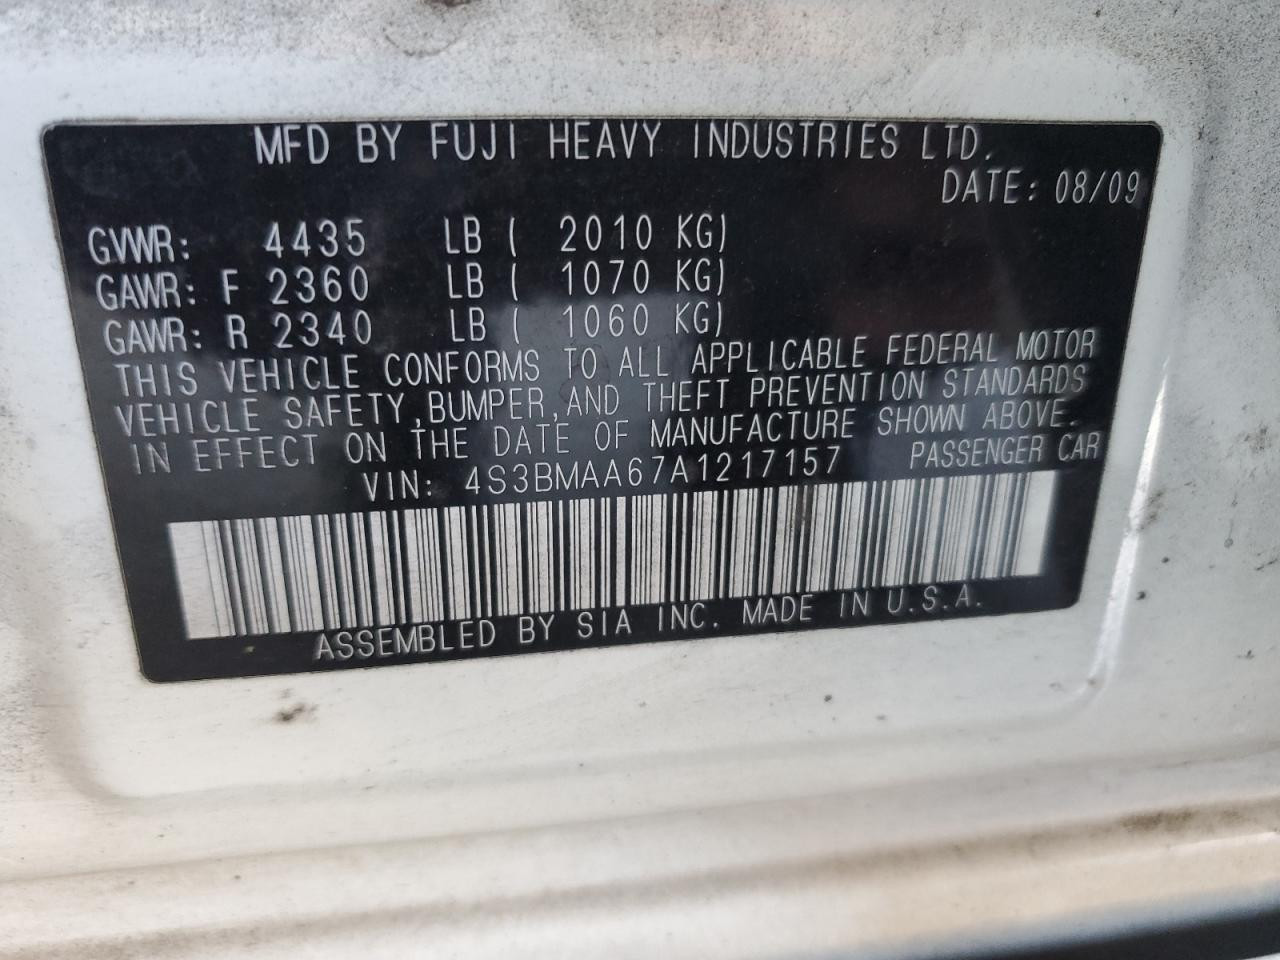 MFD BY FUJI HEAVY INDUSTRIES LTD.
DATE: 08/09
GVWR: 4435 LB ( 2010 KG)
GAWR: F 2360 LB ( 1070 KG)
GAWR: R 2340 LB ( 1060 KG)
THIS VEHICLE CONFORMS TO ALL APPLICABLE FEDERAL MOTOR
VEHICLE SAFETY,BUMPER,AND THEFT PREVENTION STANDARDS
IN EFFECT ON THE DATE OF MANUFACTURE SHOWN ABOVE.
VIN: 4S3BMAA67A1217157 PASSENGER CAR
ASSEMBLED BY SIA INC. MADE IN U.S.A.